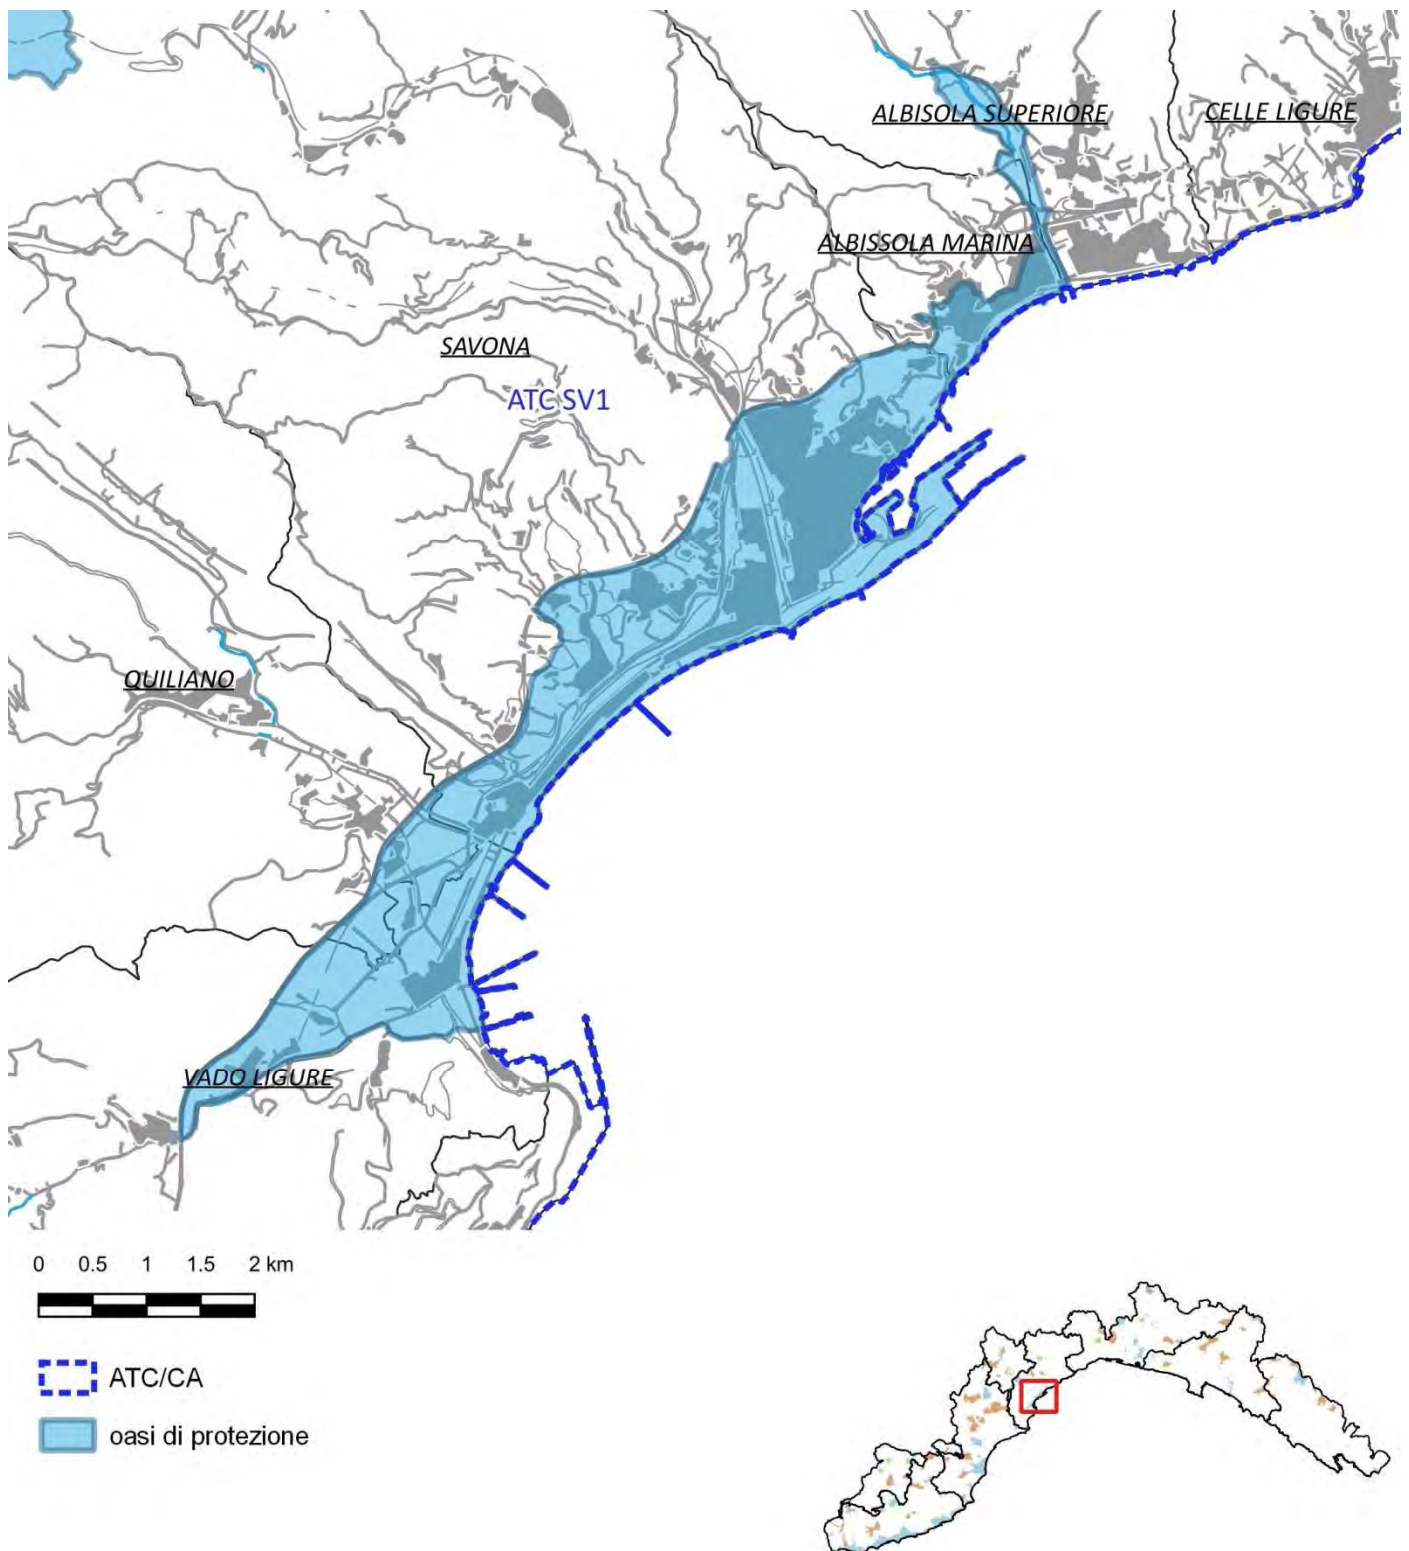 ALBISOLA SUPERIORE
CELLE LIGURE
ALBISSOLA MARINA
SAVONA
ATC SV1
QUILIANO
VADO LIGURE
0 0.5 1 1.5 2 km
ATC/CA
oasi di protezione